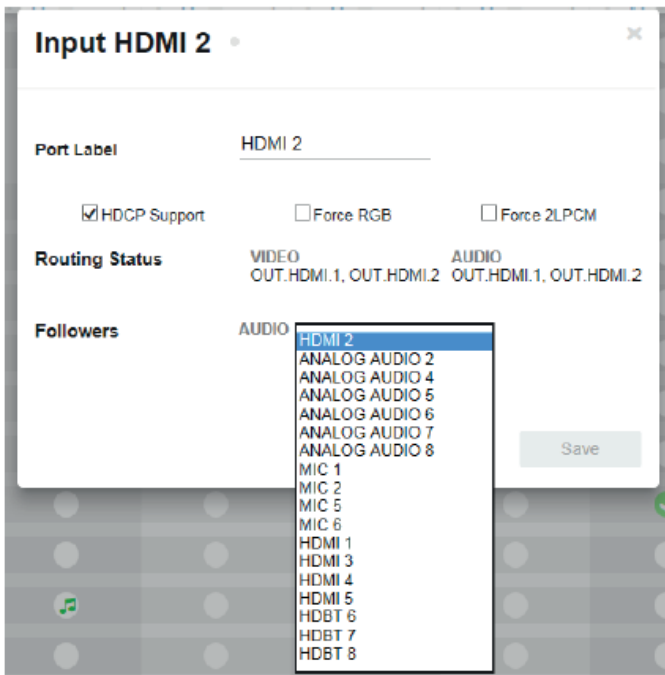 Input HDMI 2
Port Label HDMI 2
HDCP Support Force RGB Force 2LPCM
Routing Status VIDEO AUDIO
OUT.HDMI.1, OUT.HDMI.2 OUT.HDMI.1, OUT.HDMI.2
Followers AUDIO
HDMI 2
ANALOG AUDIO 2
ANALOG AUDIO 4
ANALOG AUDIO 5
ANALOG AUDIO 6
ANALOG AUDIO 7
ANALOG AUDIO 8
Save
MIC 1
MIC 2
MIC 5
MIC 6
HDMI 1
HDMI 3
HDMI 4
HDMI 5
HDBT 6
HDBT 7
HDBT 8